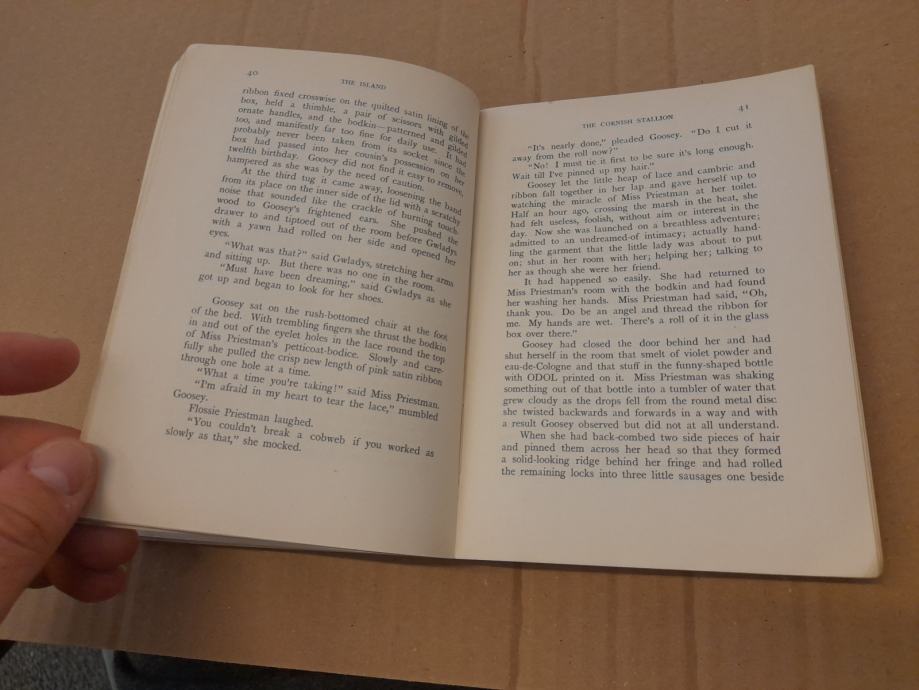 40
THE ISLAND
ribbon fixed crosswise on the quilted satin lining of the
box, held a thimble, a pair of scissors with gilded
ornate handles, and the bodkin—patterned and gilded
too, and manifestly far too fine for daily use. It had
probably never been taken from its socket since the
box had passed into her cousin's possession on her
twelfth birthday. Goosey did not find it easy to remove,
hampered as she was by the need of caution.
At the third tug it came away, loosening the band
from its place on the inner side of the lid with a scratchy
noise that sounded like the crackle of burning touch-
wood to Goosey's frightened ears. She pushed the
drawer to and tiptoed out of the room before Gwladys
with a yawn had rolled on her side and opened her
eyes.
"What was that?" said Gwladys, stretching her arms
and sitting up. But there was no one in the room.
"Must have been dreaming," said Gwladys as she
got up and began to look for her shoes.
Goosey sat on the rush-bottomed chair at the foot
of the bed. With trembling fingers she thrust the bodkin
in and out of the eyelet holes in the lace round the top
of Miss Priestman's petticoat-bodice. Slowly and care-
fully she pulled the crisp new length of pink satin ribbon
through one hole at a time.
"What a time you're taking!" said Miss Priestman.
"I'm afraid in my heart to tear the lace," mumbled
Goosey.
Flossie Priestman laughed.
"You couldn't break a cobweb if you worked as
slowly as that," she mocked.
THE CORNISH STALLION
41
"It's nearly done," pleaded Goosey. "Do I cut it
away from the roll now?"
"No! I must tie it first to be sure it's long enough.
Wait till I've pinned up my hair."
Goosey let the little heap of lace and cambric and
ribbon fall together in her lap and gave herself up to
watching the miracle of Miss Priestman at her toilet.
Half an hour ago, crossing the marsh in the heat, she
had felt useless, foolish, without aim or interest in the
day. Now she was launched on a breathless adventure;
admitted to an undreamed-of intimacy; actually hand-
ling the garment that the little lady was about to put
on; shut in her room with her; helping her; talking to
her as though she were her friend.
It had happened so easily. She had returned to
Miss Priestman's room with the bodkin and had found
her washing her hands. Miss Priestman had said, "Oh,
thank you. Do be an angel and thread the ribbon for
me. My hands are wet. There's a roll of it in the glass
box over there."
Goosey had closed the door behind her and had
shut herself in the room that smelt of violet powder and
eau-de-Cologne and that stuff in the funny-shaped bottle
with ODOL printed on it. Miss Priestman was shaking
something out of that bottle into a tumbler of water that
grew cloudy as the drops fell from the round metal disc
she twisted backwards and forwards in a way and with
a result Goosey observed but did not at all understand.
When she had back-combed two side pieces of hair
and pinned them across her head so that they formed
a solid-looking ridge behind her fringe and had rolled
the remaining locks into three little sausages one beside